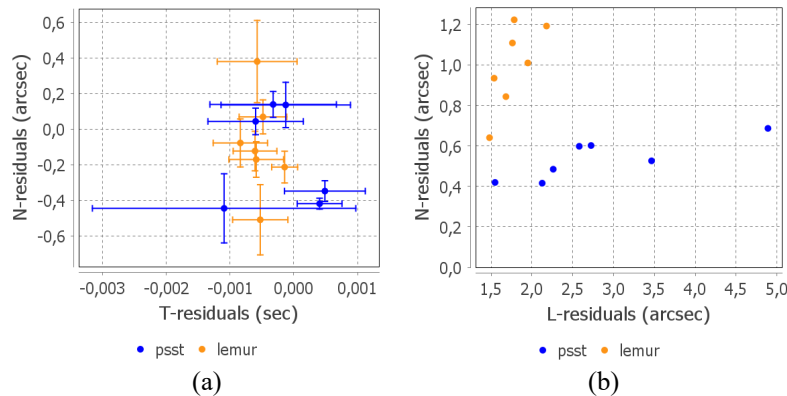 0,6
0,4
0,2
0,0
-0,2
-0,4
-0,6
N-residuals (arcsec)
-0,003 -0,002 -0,001 0,000 0,001
T-residuals (sec)
psst lemur
(a)
1,2
1,0
0,8
0,6
0,4
0,2
0,0
N-residuals (arcsec)
1,5 2,0 2,5 3,0 3,5 4,0 4,5 5,0
L-residuals (arcsec)
psst lemur
(b)